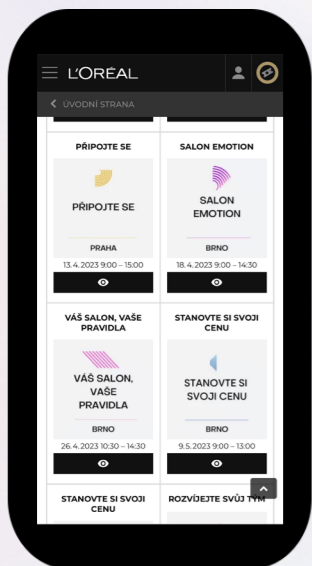 L'ORÉAL
ÚVODNÍ STRANA
PŘIPOJTE SE
PŘIPOJTE SE
PRAHA
13. 4. 2023 9:00 – 15:00
SALON EMOTION
SALON
EMOTION
BRNO
18. 4. 2023 9:00 – 14:30
VÁŠ SALON, VAŠE
PRAVIDLA
VÁŠ SALON,
VAŠE
PRAVIDLA
BRNO
26. 4. 2023 10:30 – 14:30
STANOVTE SI SVOJI
CENU
STANOVTE SI
SVOJI CENU
BRNO
9. 5. 2023 9:00 – 13:00
STANOVTE SI SVOJI
CENU
ROZVÍJEJTE SVŮJ TÝM